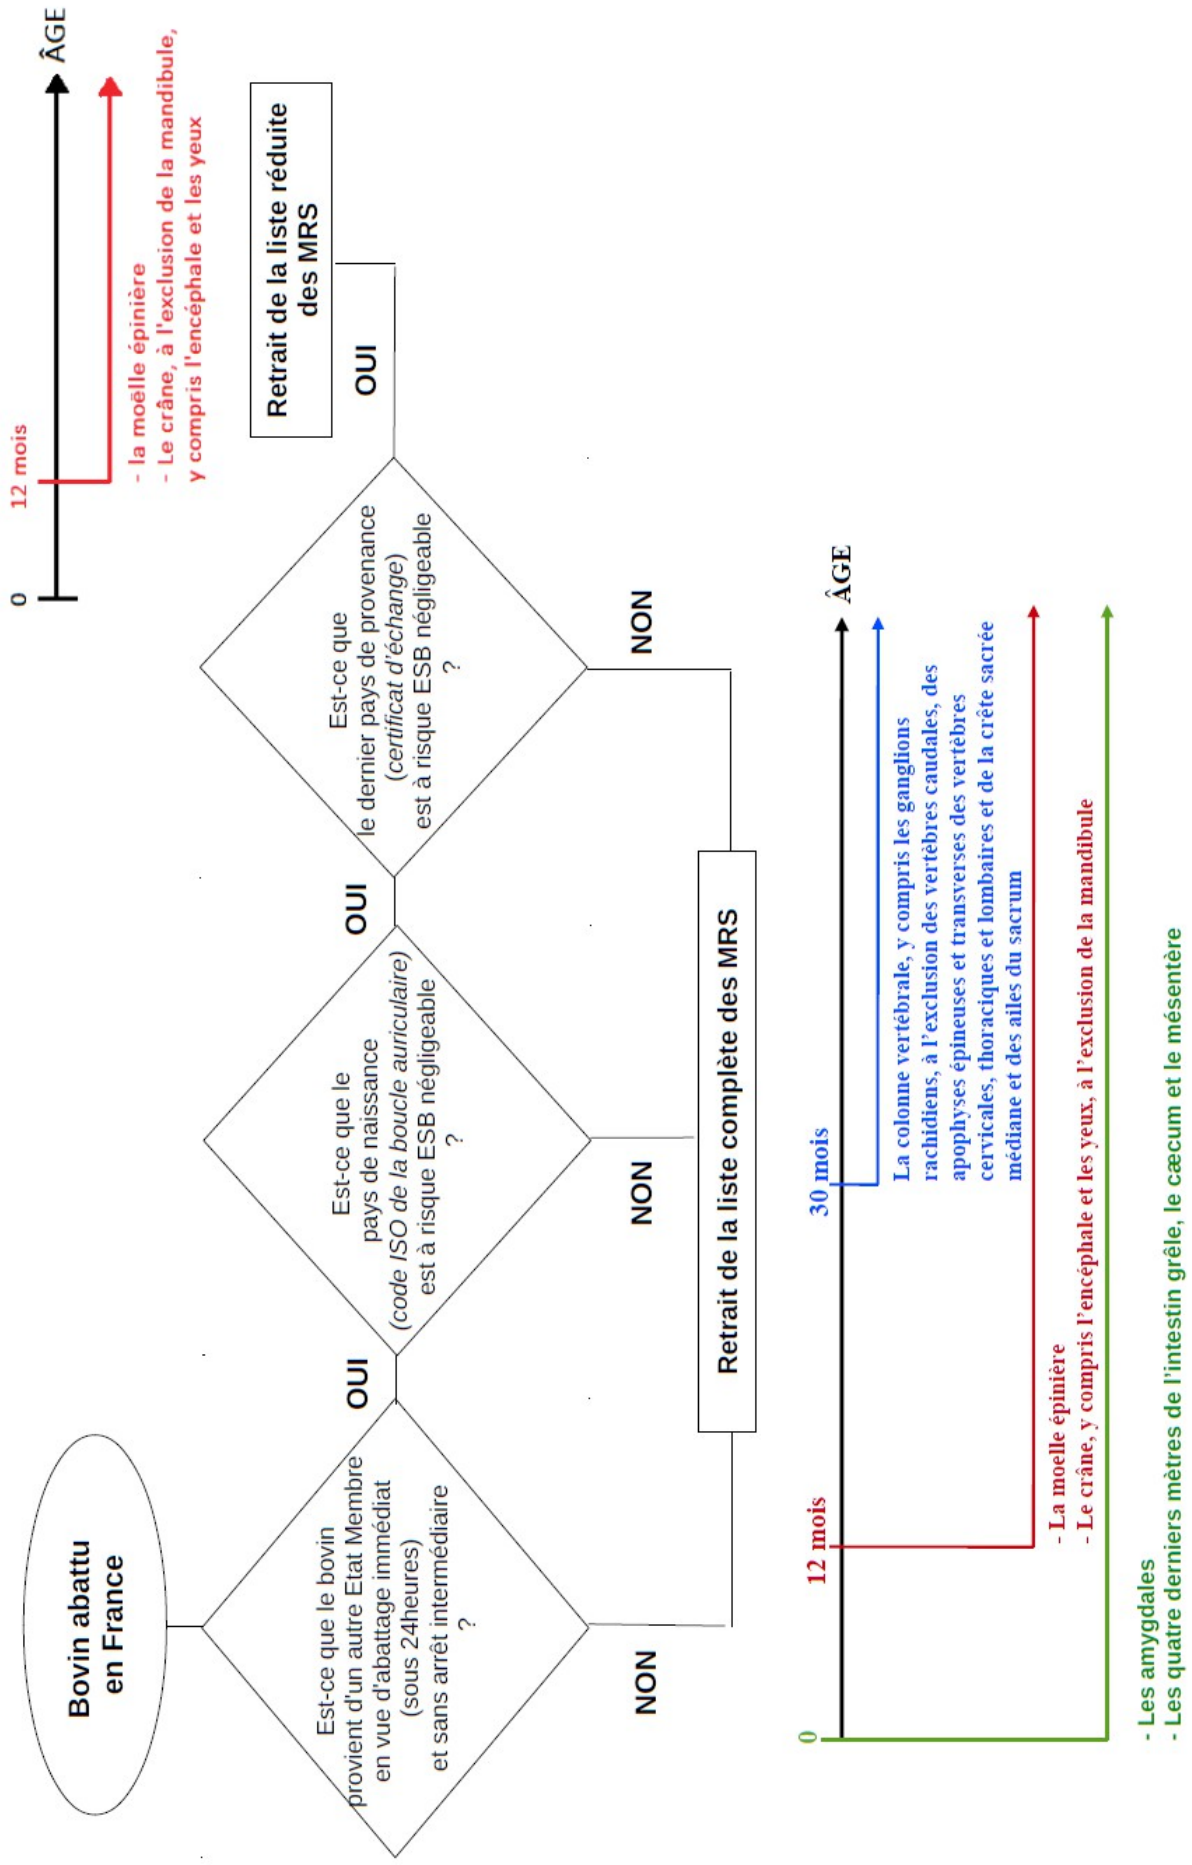 Bovin abattu
en France
Est-ce que le bovin
provient d'un autre Etat Membre
en vue d'abattage immédiat
(sous 24heures)
et sans arrêt intermédiaire
?
OUI
NON
Est-ce que le
pays de naissance
(code ISO de la boucle auriculaire)
est à risque ESB négligeable
?
OUI
NON
Est-ce que
le dernier pays de provenance
(certificat d'échange)
est à risque ESB négligeable
?
OUI
NON
Retrait de la liste réduite
des MRS
0
12 mois
ÂGE
- la moëlle épinière
- Le crâne, à l'exclusion de la mandibule,
y compris l'encéphale et les yeux
Retrait de la liste complète des MRS
0
12 mois
30 mois
ÂGE
La colonne vertébrale, y compris les ganglions
rachidiens, à l'exclusion des vertèbres caudales, des
apophyses épineuses et transverses des vertèbres
cervicales, thoraciques et lombaires et de la crête sacrée
médiane et des ailes du sacrum
- La moelle épinière
- Le crâne, y compris l'encéphale et les yeux, à l'exclusion de la mandibule
- Les amygdales
- Les quatre derniers mètres de l'intestin grêle, le cæcum et le mésentère